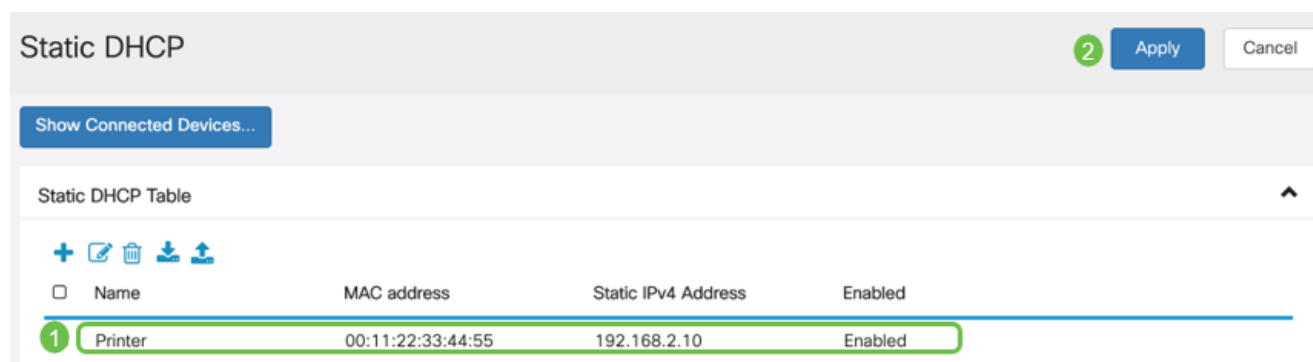 Static DHCP
2 Apply Cancel
Show Connected Devices...
Static DHCP Table
Name MAC address Static IPv4 Address Enabled
1 Printer 00:11:22:33:44:55 192.168.2.10 Enabled